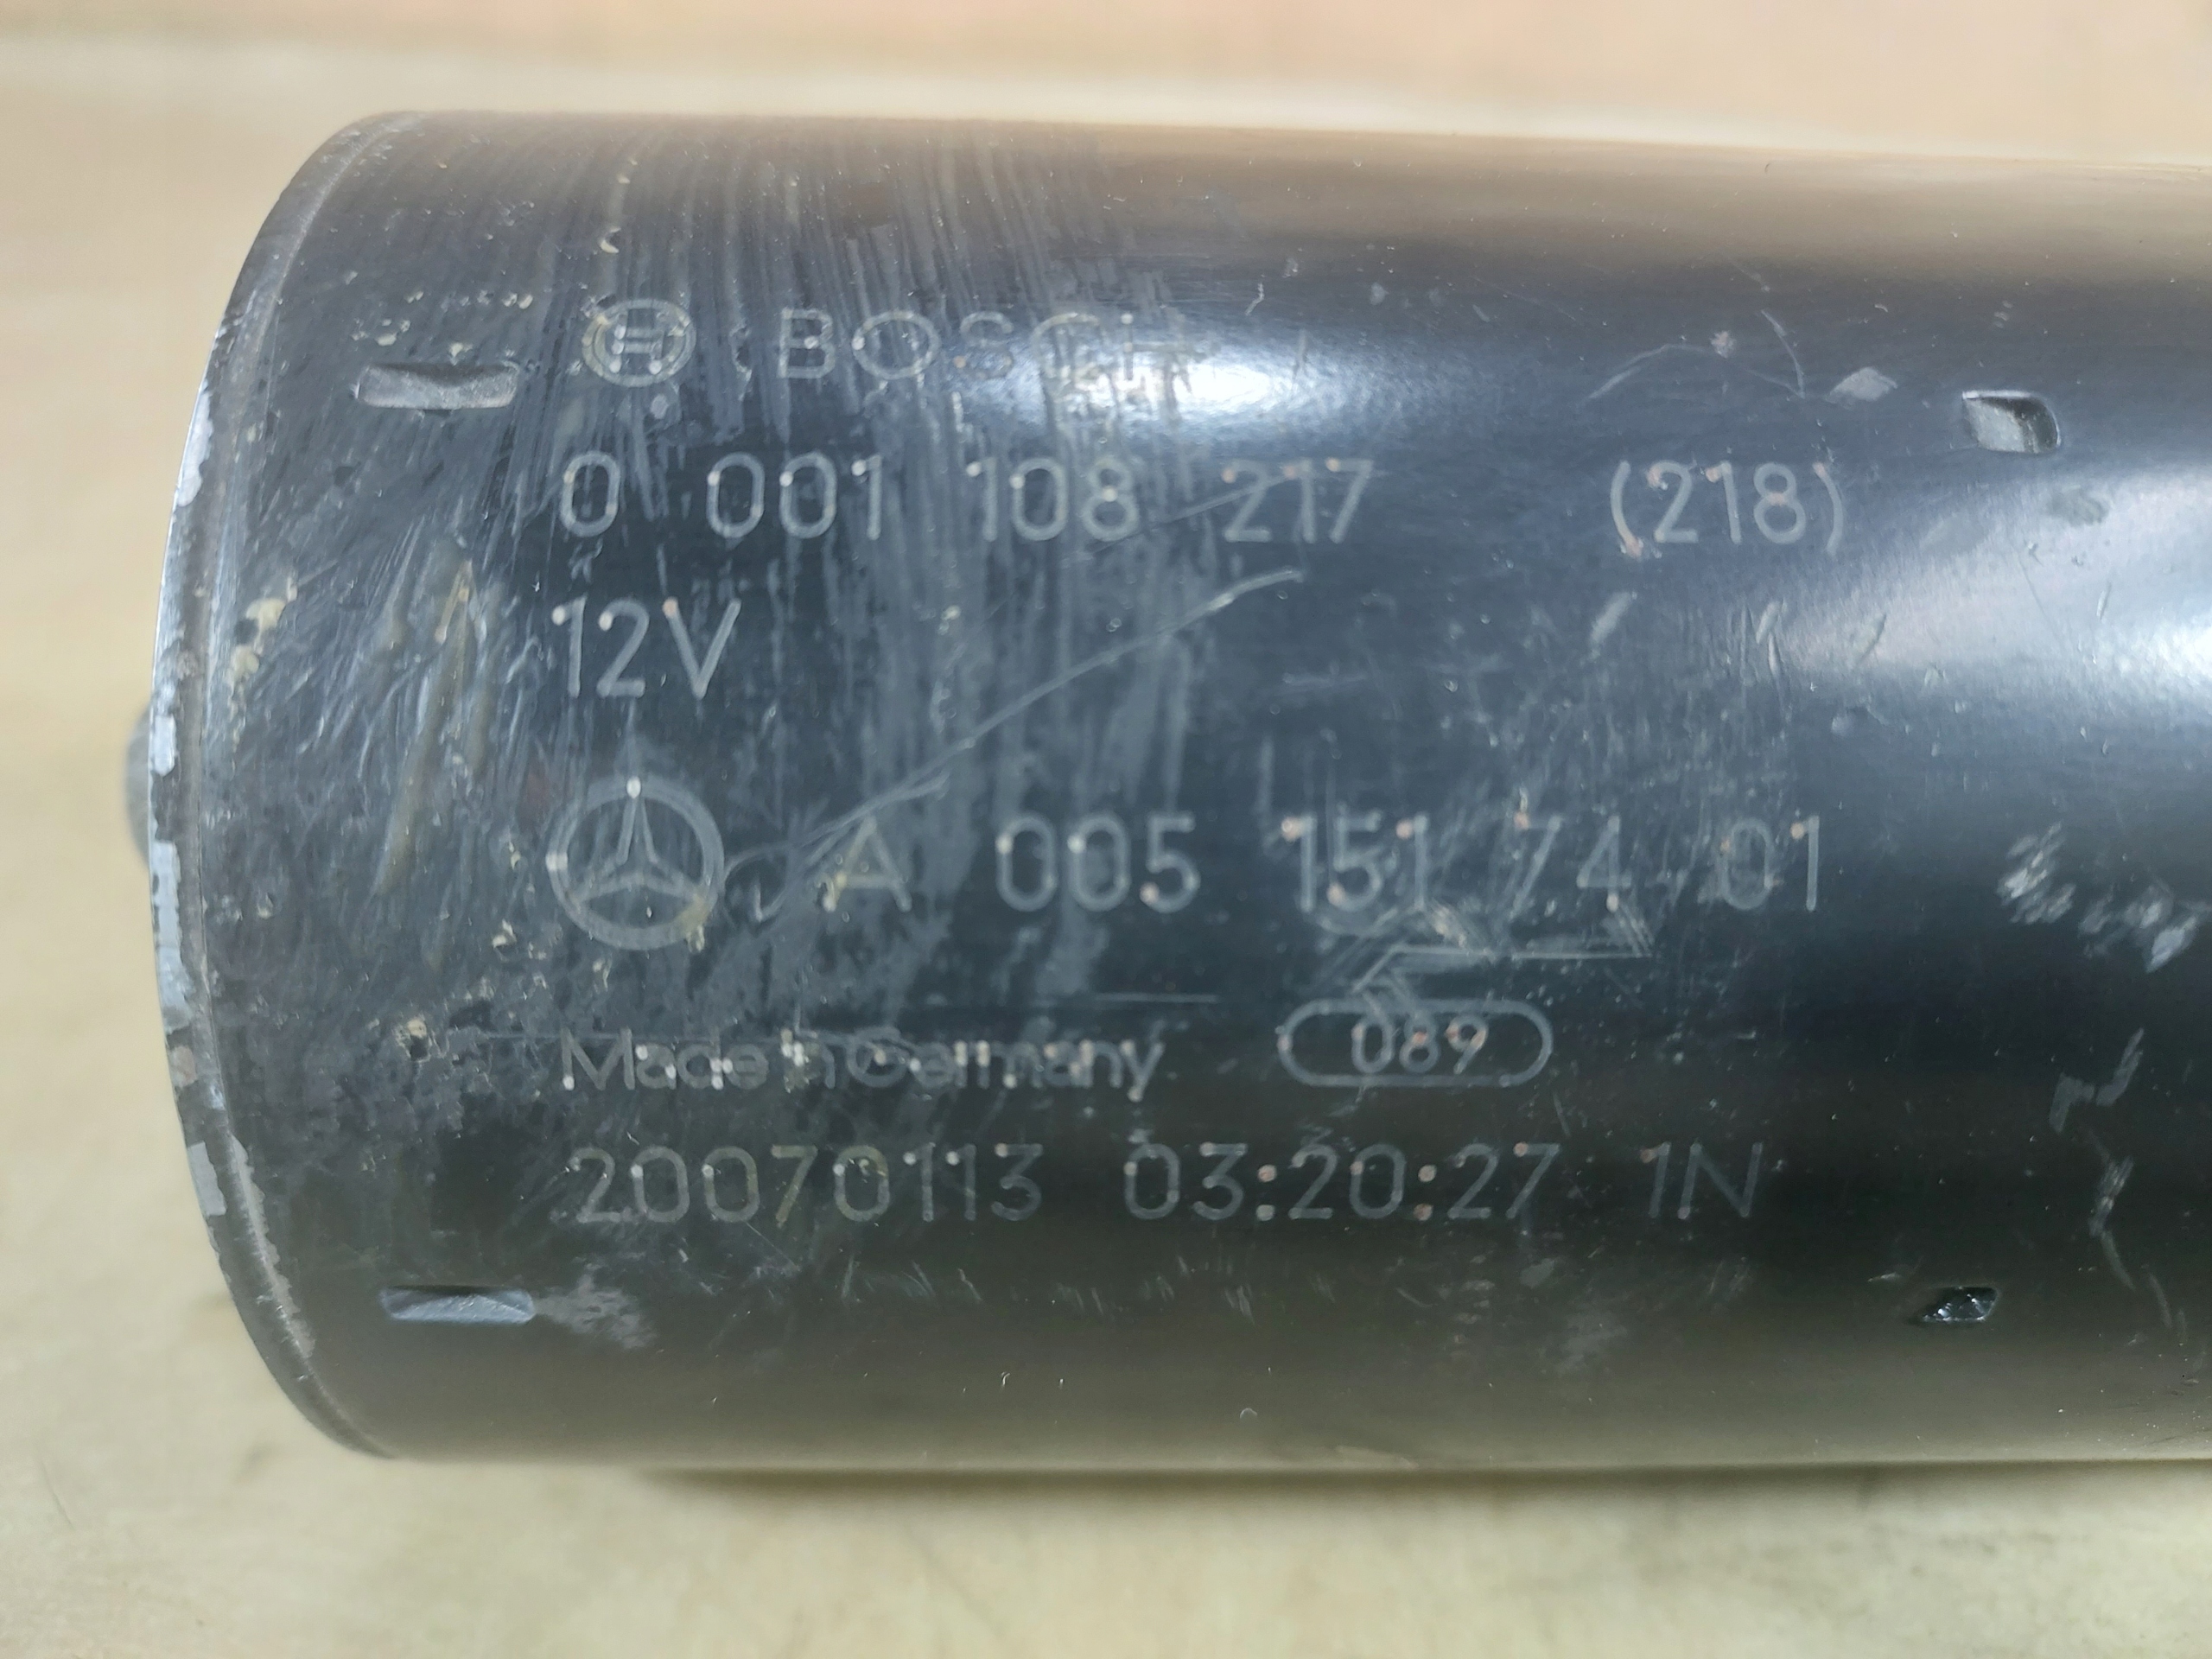 BOSCH
0 001 108 217 (218)
12V
A 005 151 74 01
Made in Germany 089
20070113 03:20:27 1N